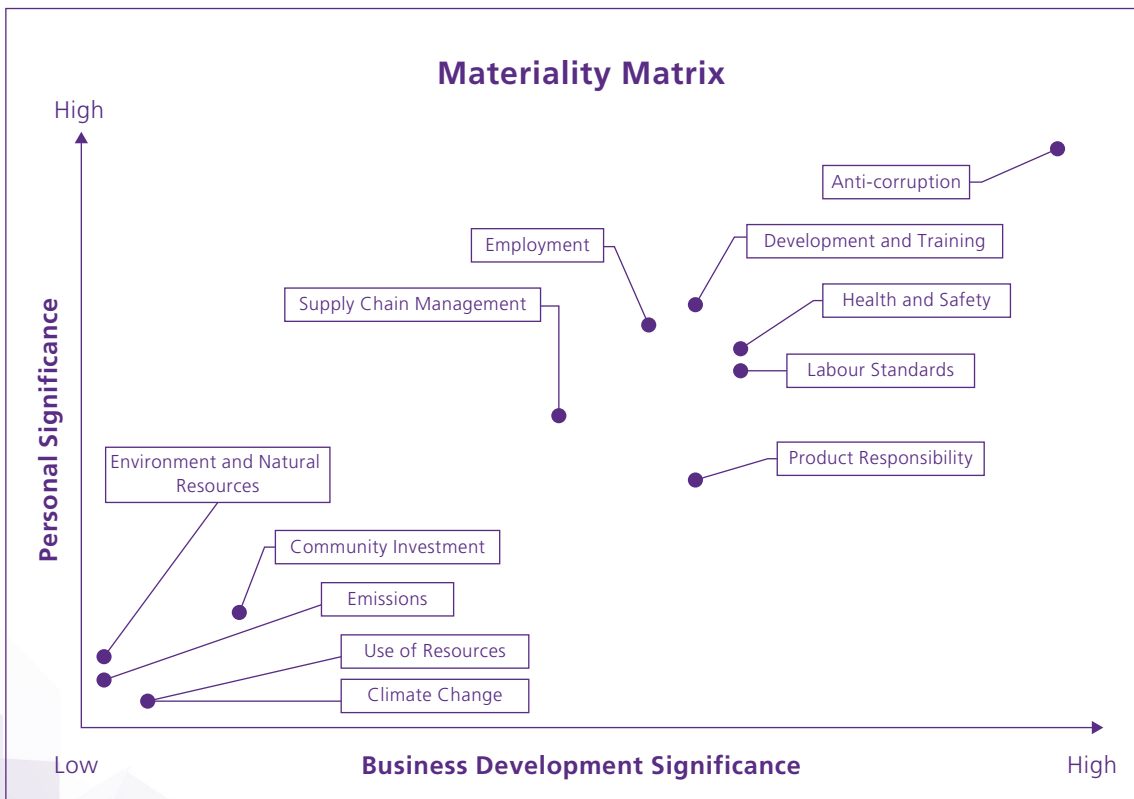 Materiality Matrix
High
Anti-corruption
Employment
Development and Training
Supply Chain Management
Health and Safety
Labour Standards
Personal Significance
Environment and Natural
Resources
Product Responsibility
Community Investment
Emissions
Use of Resources
Climate Change
Low
Business Development Significance
High